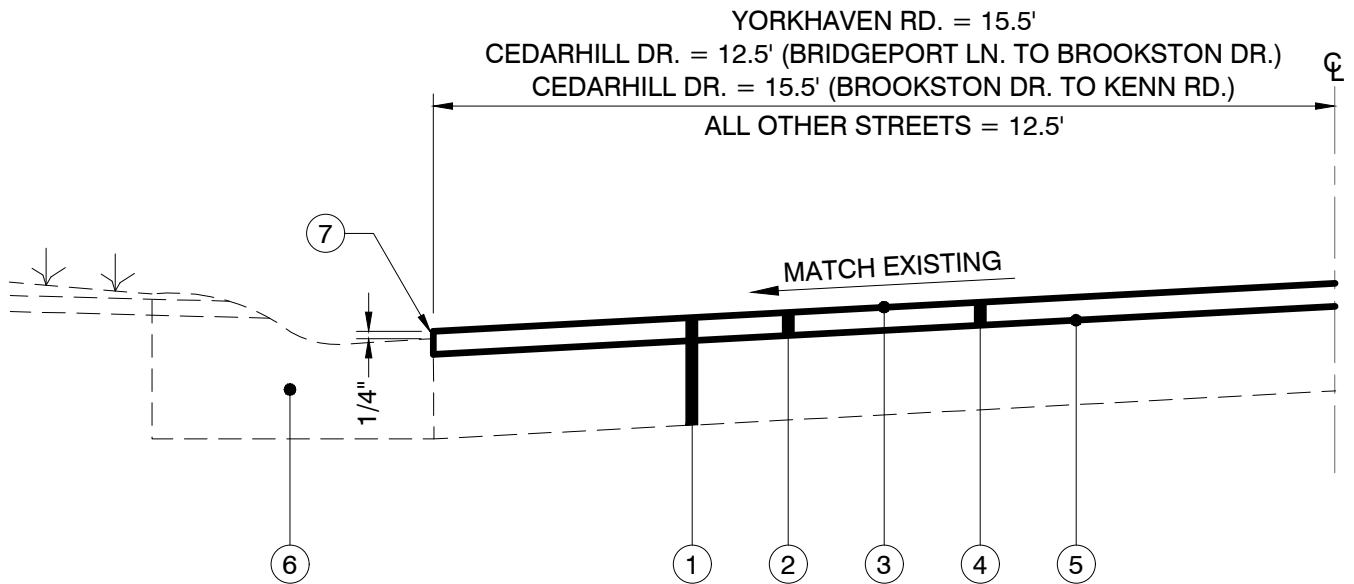 YORKHAVEN RD. = 15.5'
CEDARHILL DR. = 12.5' (BRIDGEPORT LN. TO BROOKSTON DR.)
CEDARHILL DR. = 15.5' (BROOKSTON DR. TO KENN RD.)
ALL OTHER STREETS = 12.5'
℄
7
MATCH EXISTING
1/4"
6
1
2
3
4
5